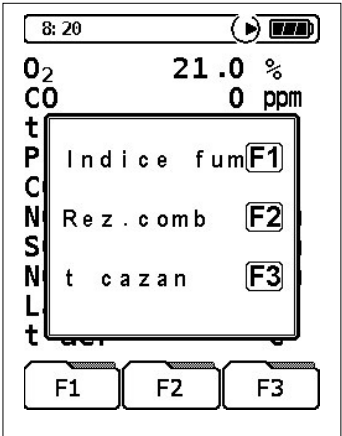 8:20
O2 21.0 %
CO 0 ppm
t
P
Indice fum F1
C
N
Rez.comb F2
S
N
t cazan F3
L
t
F1 F2 F3